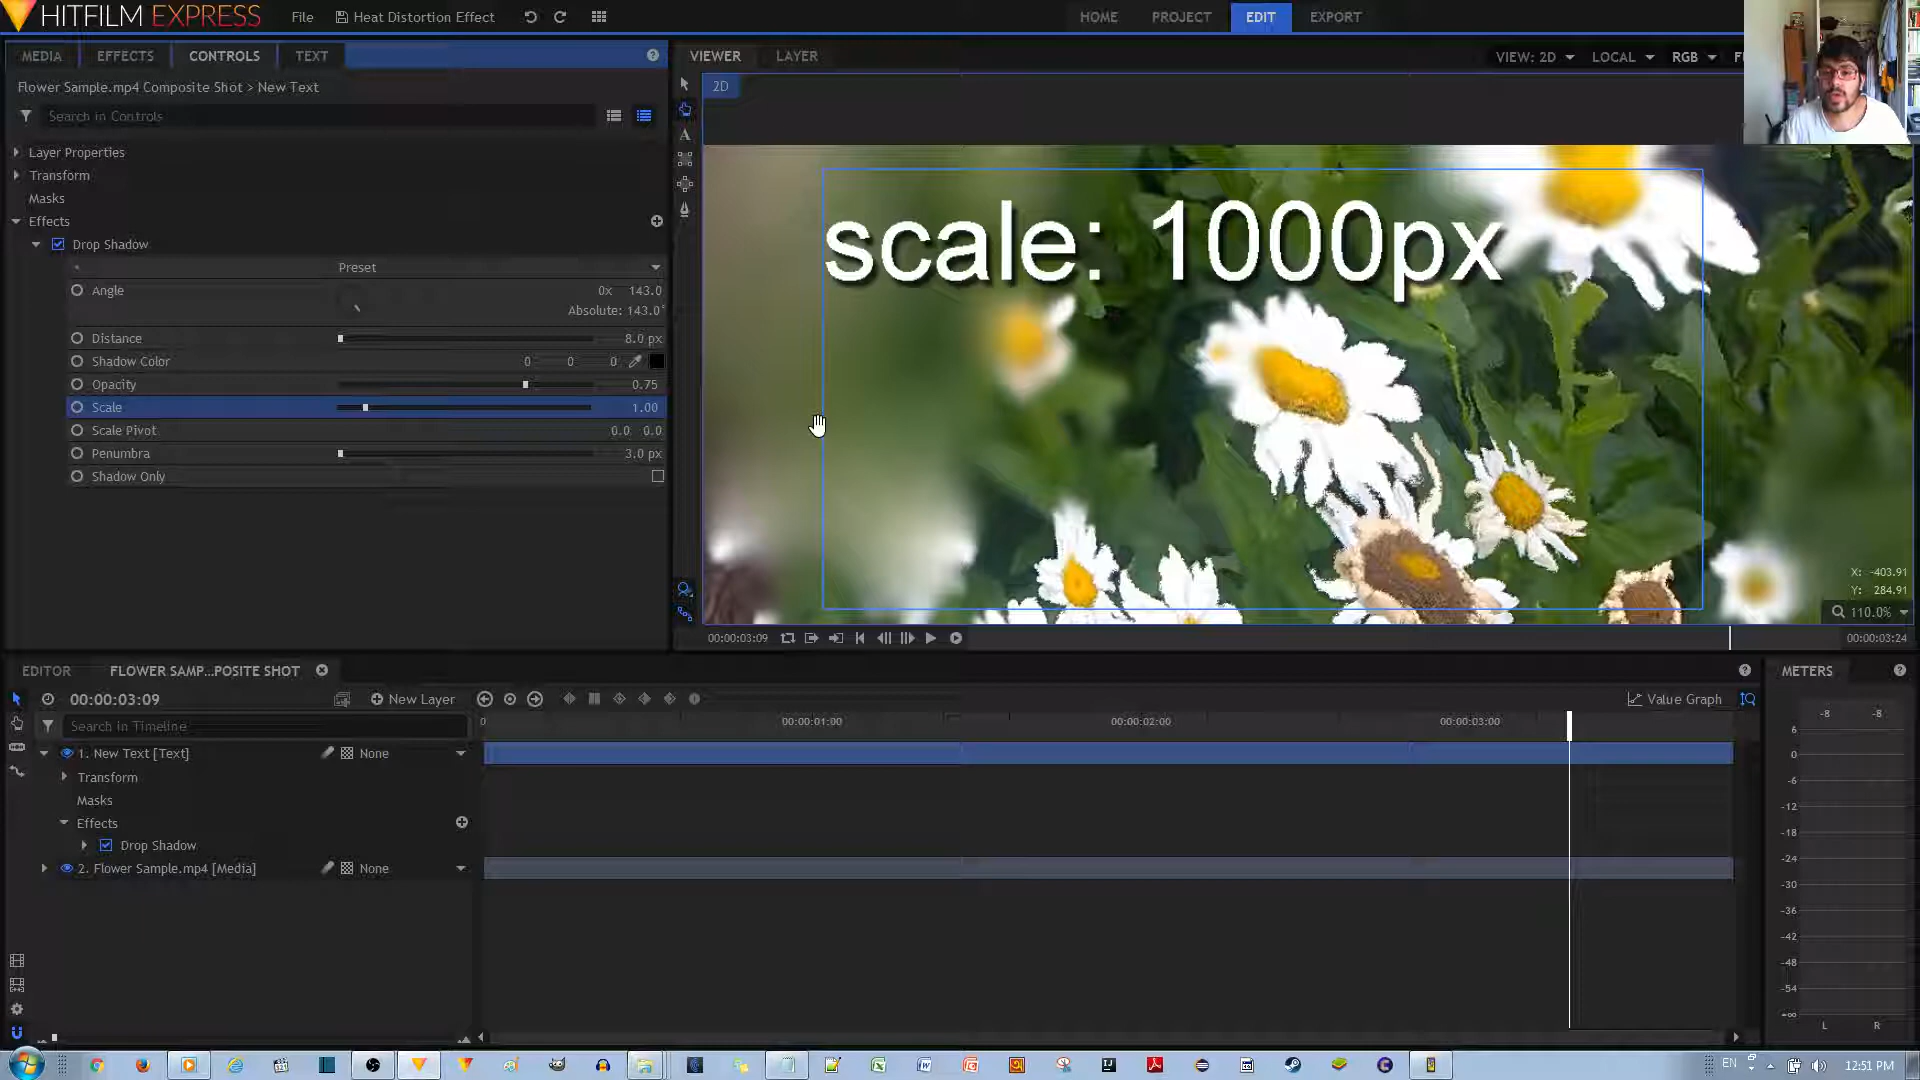 HITFILM EXPRESS
File
Heat Distortion Effect
HOME
PROJECT
EDIT
EXPORT
MEDIA
EFFECTS
CONTROLS
TEXT
VIEWER
LAYER
VIEW: 2D
LOCAL
RGB
Flower Sample.mp4 Composite Shot > New Text
2D
Search in Controls
Layer Properties
Transform
Masks
Effects
Drop Shadow
Preset
Angle 0x 143.0
Absolute: 143.0°
Distance 8.0 px
Shadow Color 0 0 0
Opacity 0.75
Scale 1.00
Scale Pivot 0.0 0.0
Penumbra 3.0 px
Shadow Only
scale: 1000px
X: -403.91
Y: 284.91
110.0%
00:00:03:09
00:00:03:24
EDITOR
FLOWER SAMP...POSITE SHOT
METERS
00:00:03:09
New Layer
Value Graph
Search in Timeline
0
00:00:01:00
00:00:02:00
00:00:03:00
1. New Text [Text] None
Transform
Masks
Effects
Drop Shadow
2. Flower Sample.mp4 [Media] None
-8 -8
6
0
-6
-12
-18
-24
-30
-36
-42
-48
-54
-∞
L R
EN
12:51 PM